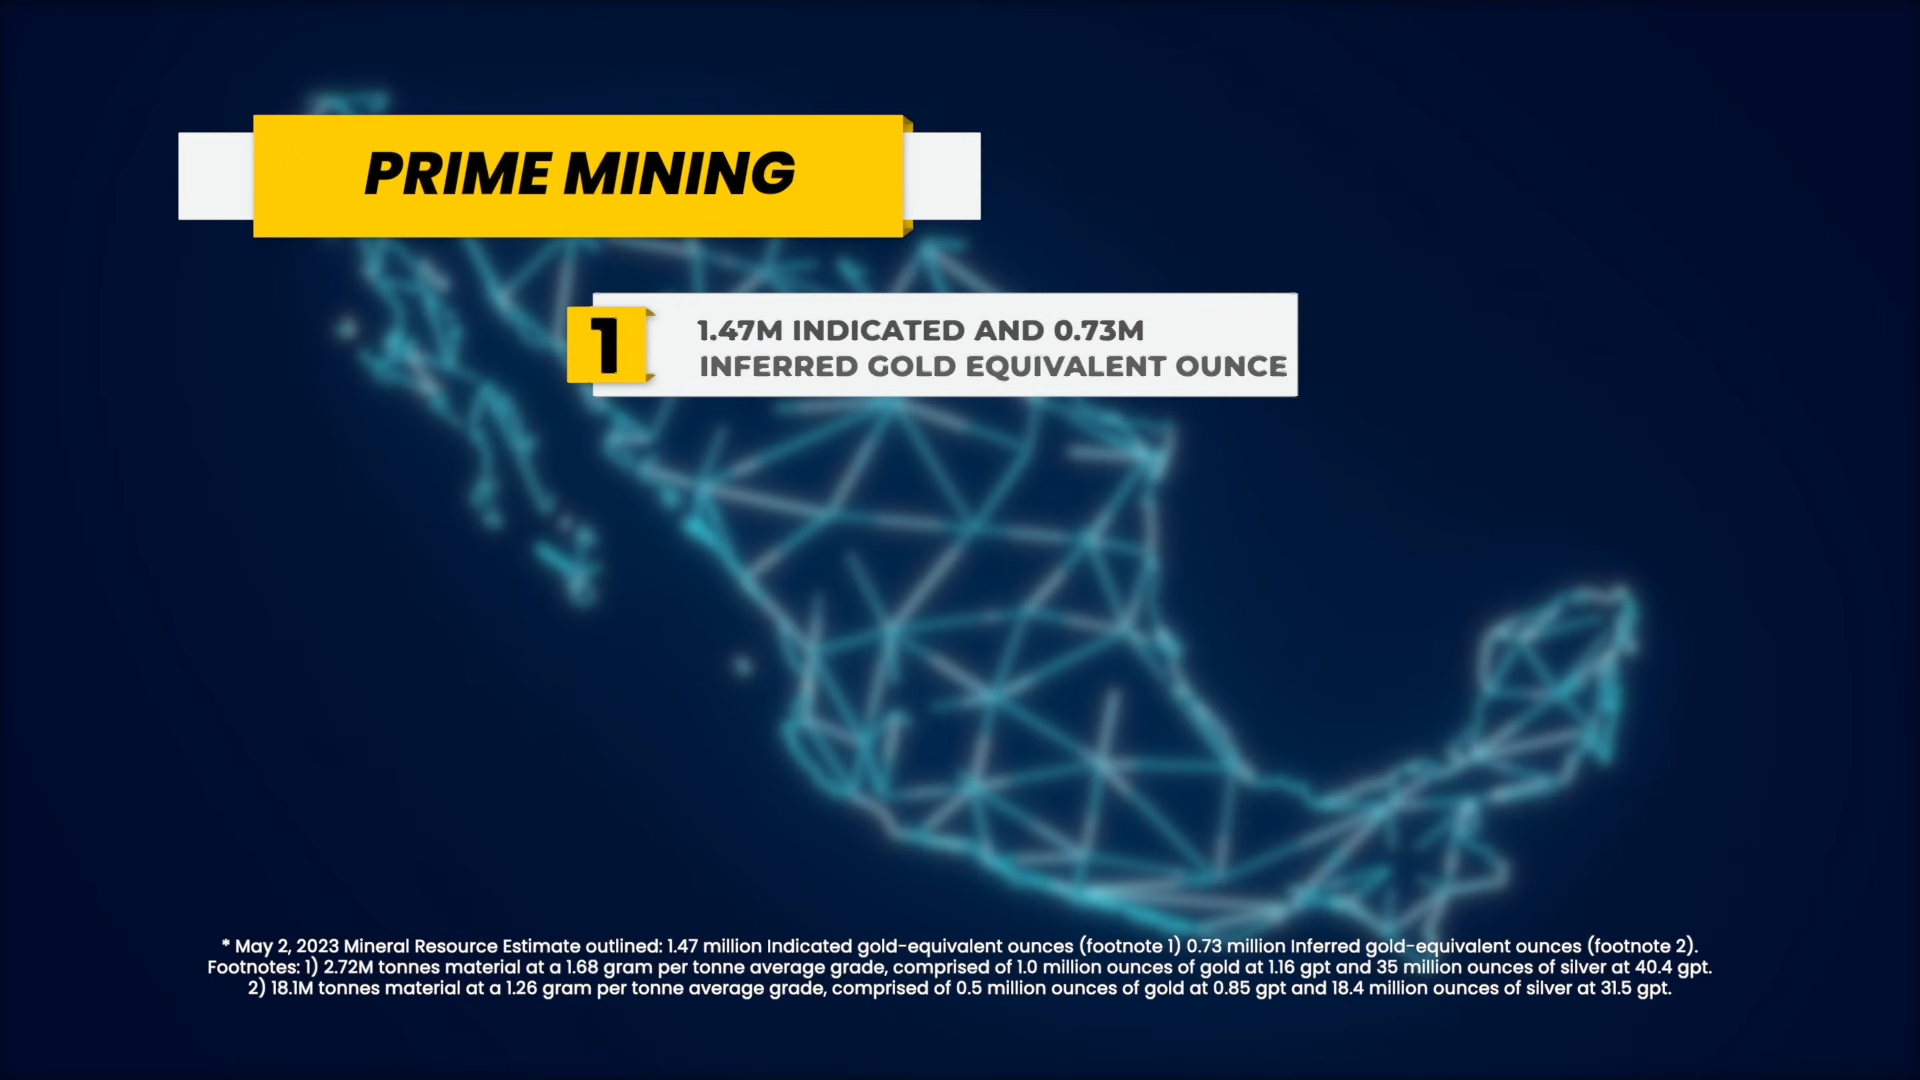 PRIME MINING
1
1.47M INDICATED AND 0.73M
INFERRED GOLD EQUIVALENT OUNCE
* May 2, 2023 Mineral Resource Estimate outlined: 1.47 million Indicated gold-equivalent ounces (footnote 1) 0.73 million Inferred gold-equivalent ounces (footnote 2).
Footnotes: 1) 2.72M tonnes material at a 1.68 gram per tonne average grade, comprised of 1.0 million ounces of gold at 1.16 gpt and 35 million ounces of silver at 40.4 gpt.
2) 18.1M tonnes material at a 1.26 gram per tonne average grade, comprised of 0.5 million ounces of gold at 0.85 gpt and 18.4 million ounces of silver at 31.5 gpt.